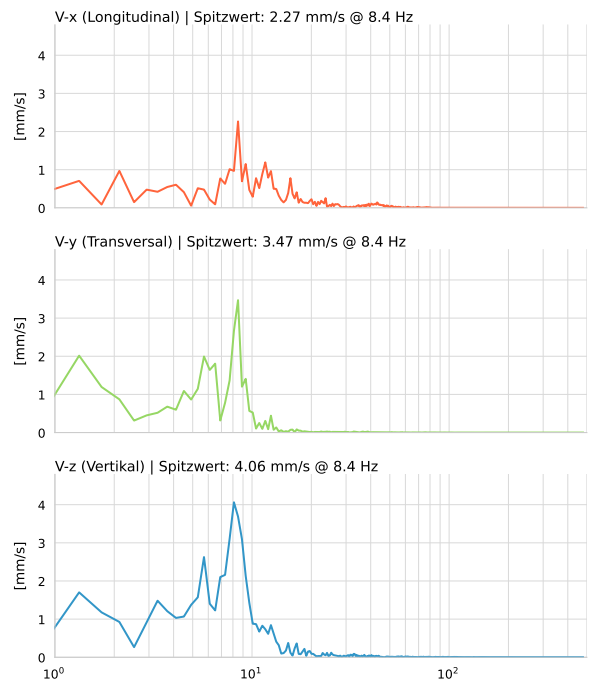 V-x (Longitudinal) | Spitzwert: 2.27 mm/s @ 8.4 Hz
4
3
2
1
0
[mm/s]
V-y (Transversal) | Spitzwert: 3.47 mm/s @ 8.4 Hz
4
3
2
1
0
[mm/s]
V-z (Vertikal) | Spitzwert: 4.06 mm/s @ 8.4 Hz
4
3
2
1
0
[mm/s]
10⁰ 10¹ 10²